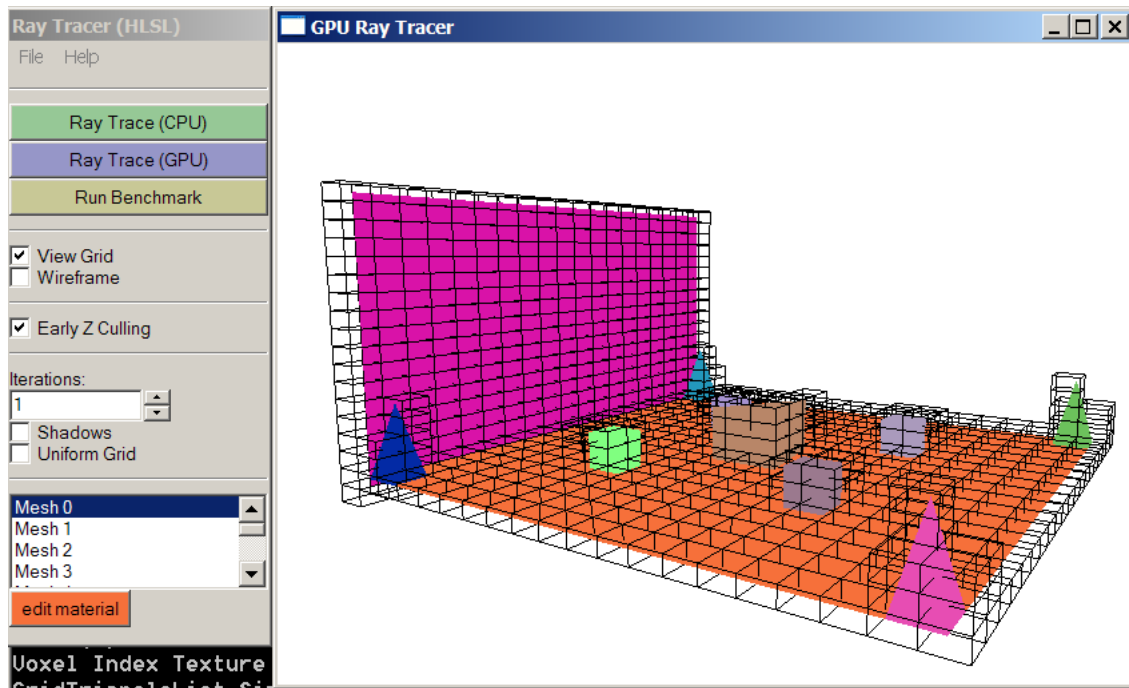 Ray Tracer (HLSL)
File Help
Ray Trace (CPU)
Ray Trace (GPU)
Run Benchmark
View Grid
Wireframe
Early Z Culling
Iterations:
1
Shadows
Uniform Grid
Mesh 0
Mesh 1
Mesh 2
Mesh 3
edit material
Voxel Index Texture
GPU Ray Tracer